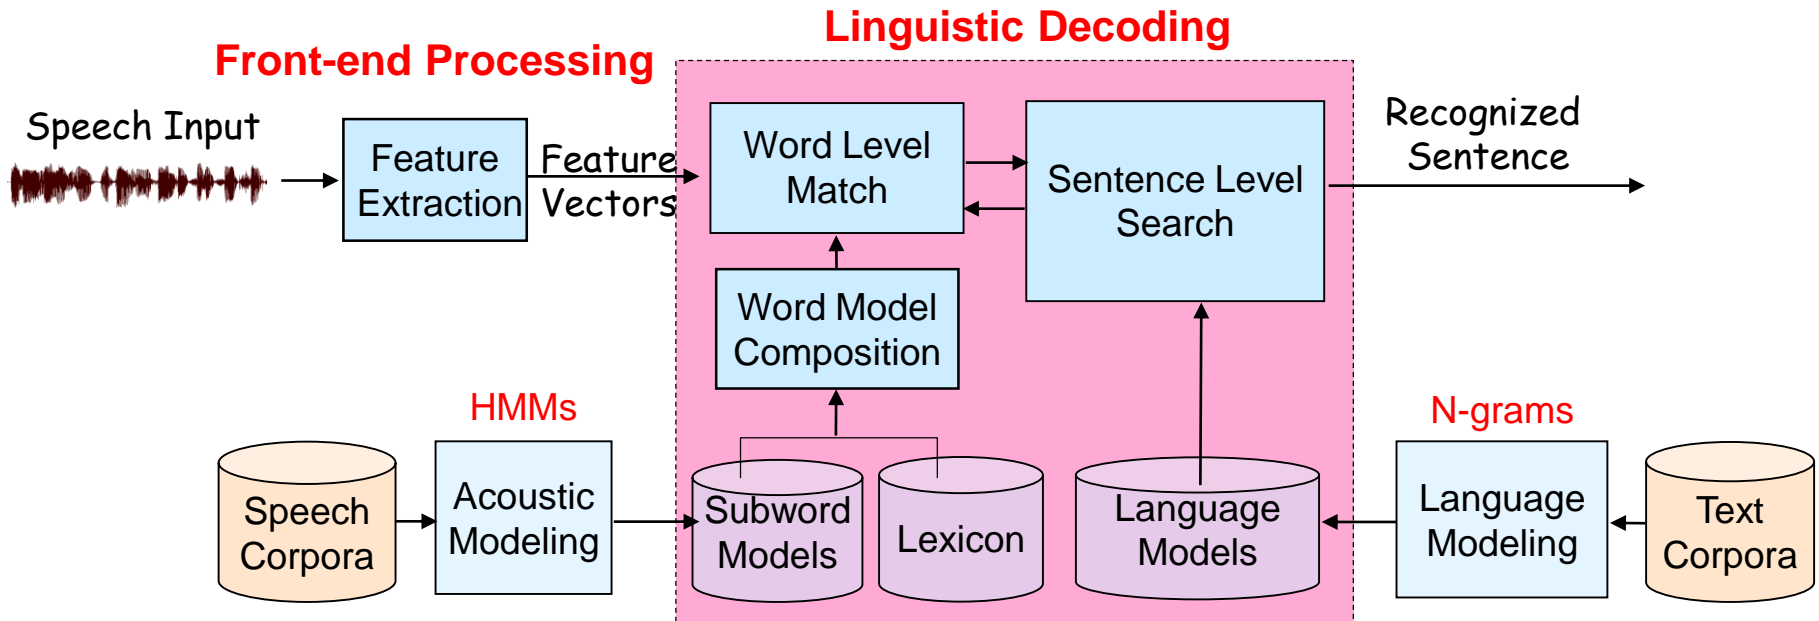 Linguistic Decoding
Front-end Processing
Speech Input
Feature
Extraction
Feature
Vectors
Word Level
Match
Sentence Level
Search
Recognized
Sentence
Word Model
Composition
HMMs
N-grams
Speech
Corpora
Acoustic
Modeling
Subword
Models
Lexicon
Language
Models
Language
Modeling
Text
Corpora